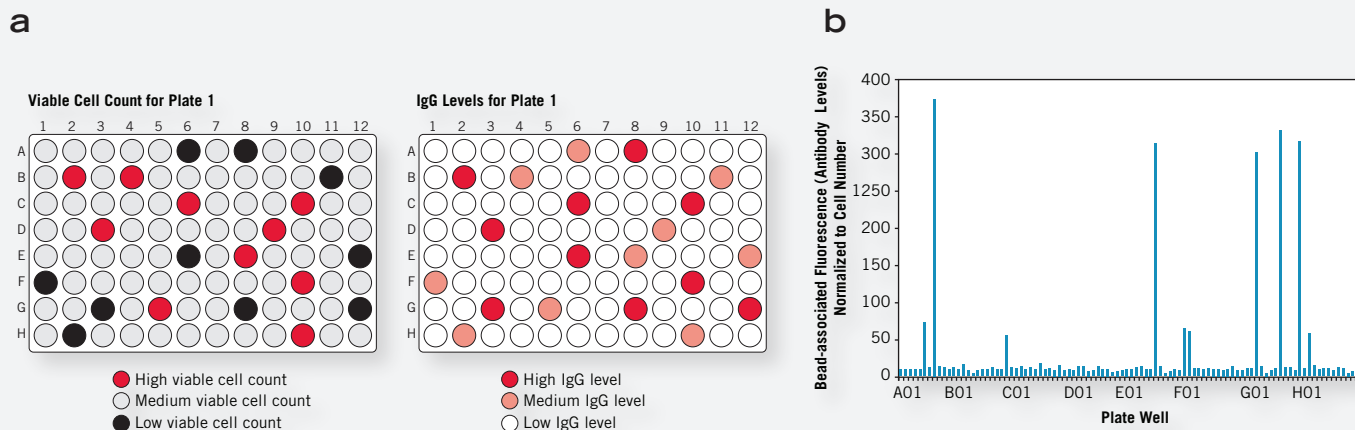 a
Viable Cell Count for Plate 1
1 2 3 4 5 6 7 8 9 10 11 12
A
B
C
D
E
F
G
H
High viable cell count
Medium viable cell count
Low viable cell count
IgG Levels for Plate 1
1 2 3 4 5 6 7 8 9 10 11 12
A
B
C
D
E
F
G
H
High IgG level
Medium IgG level
Low IgG level
b
Bead-associated Fluorescence (Antibody Levels)
Normalized to Cell Number
400
350
300
1250
200
150
100
50
0
A01 B01 C01 D01 E01 F01 G01 H01
Plate Well